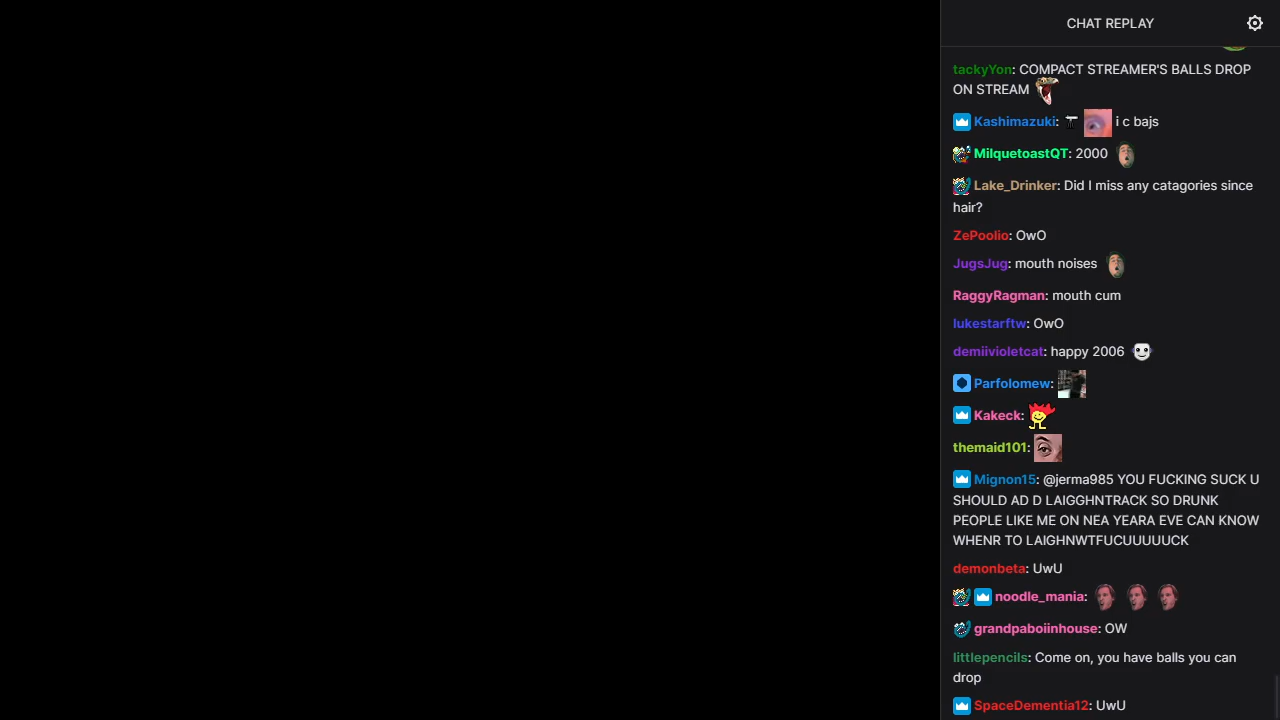 CHAT REPLAY
tackyYon: COMPACT STREAMER'S BALLS DROP
ON STREAM
Kashimazuki: i c bajs
MilquetoastQT: 2000
Lake_Drinker: Did I miss any catagories since
hair?
ZePoolio: OwO
JugsJug: mouth noises
RaggyRagman: mouth cum
lukestarftw: OwO
demiivioletcat: happy 2006
Parfolomew:
Kakeck:
themaid101:
Mignon15: @jerma985 YOU FUCKING SUCK U
SHOULD AD D LAIGGHNTRACK SO DRUNK
PEOPLE LIKE ME ON NEA YEARA EVE CAN KNOW
WHENR TO LAIGHNWTFUCUUUUUCK
demonbeta: UwU
noodle_mania:
grandpaboiinhouse: OW
littlepencils: Come on, you have balls you can
drop
SpaceDementia12: UwU